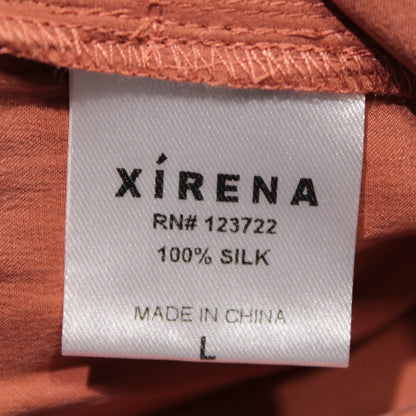 XÍRENA
RN# 123722
100% SILK
MADE IN CHINA
L